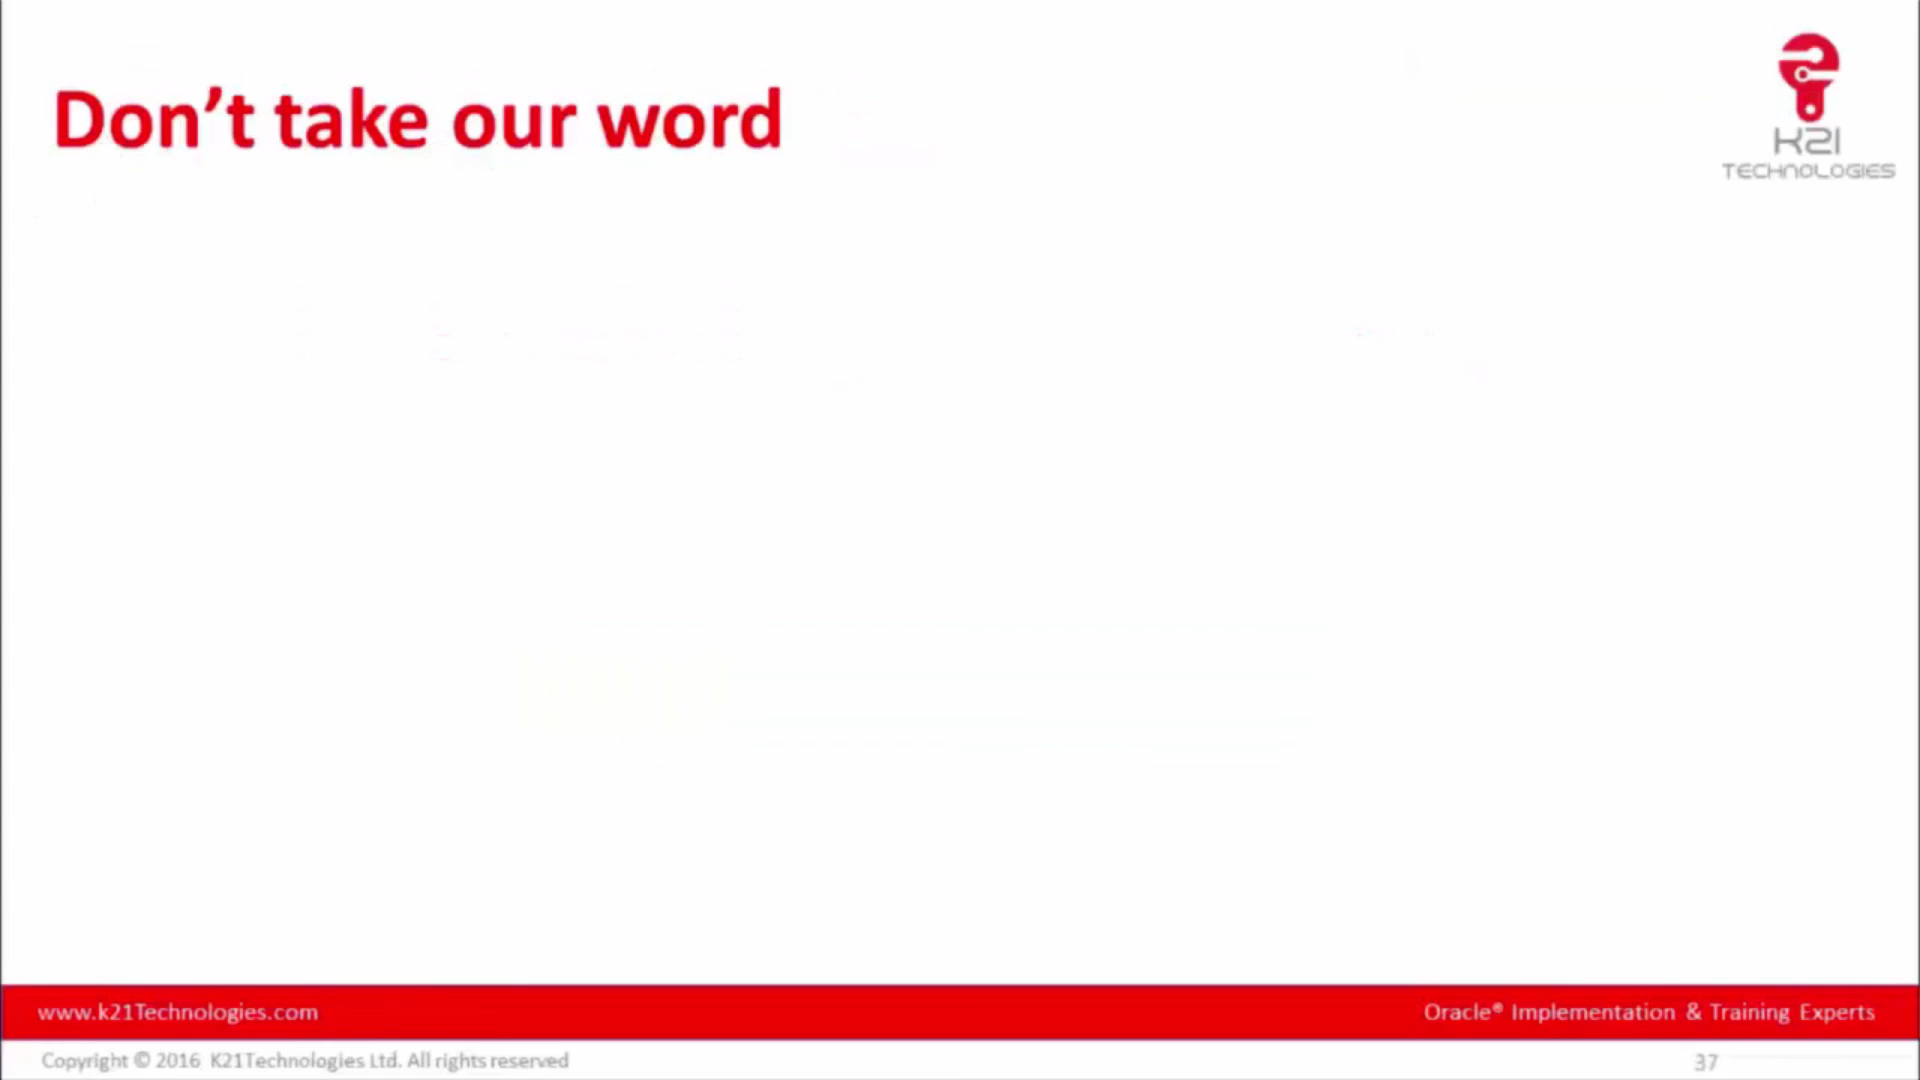 Don’t take our word
K21
TECHNOLOGIES
www.k21Technologies.com
Oracle® Implementation & Training Experts
Copyright © 2016 K21Technologies Ltd. All rights reserved
37